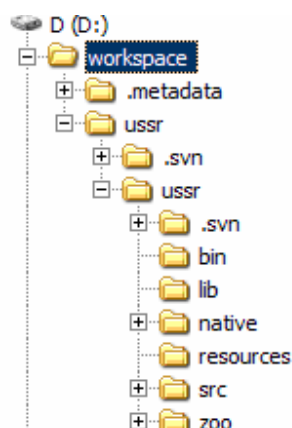 D (D:)
workspace
.metadata
ussr
.svn
ussr
.svn
bin
lib
native
resources
src
zoo